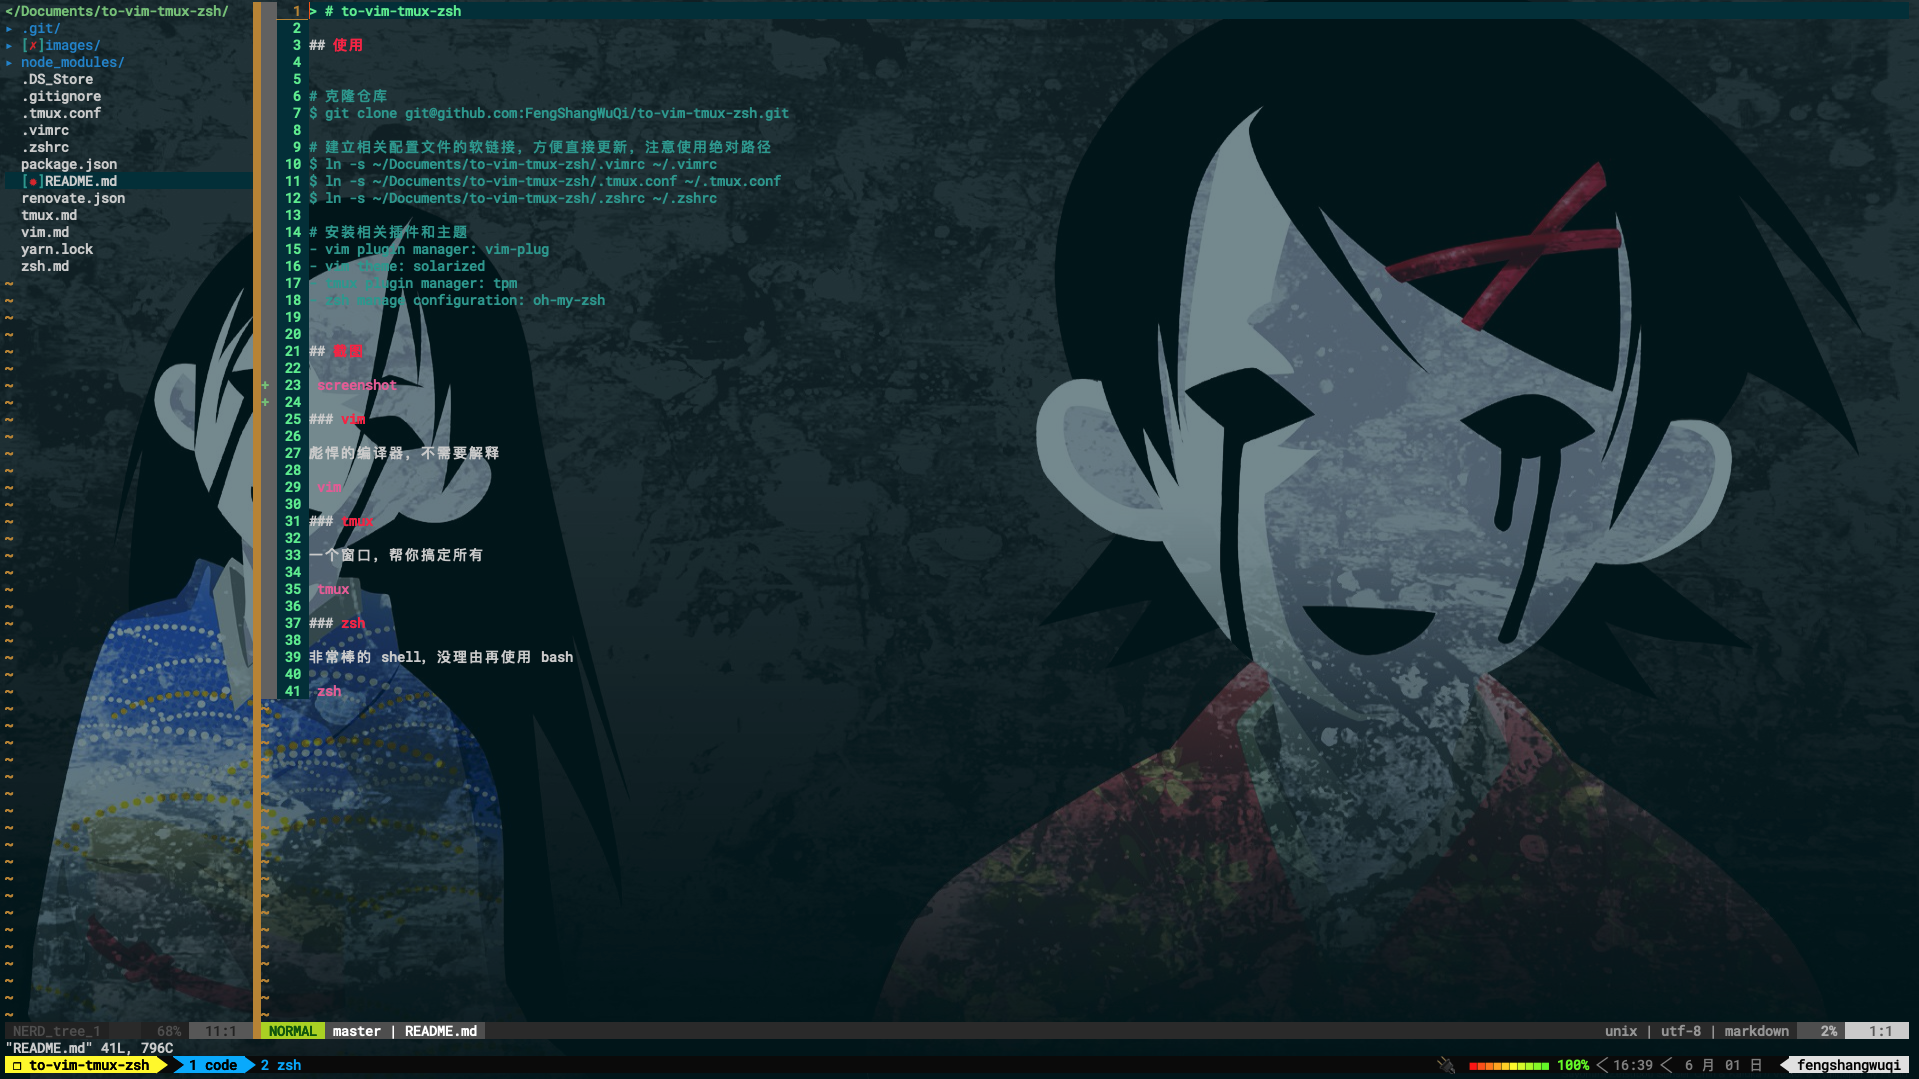 </Documents/to-vim-tmux-zsh/
▸ .git/
▸ [✗]images/
▸ node_modules/
.DS_Store
.gitignore
.tmux.conf
.vimrc
.zshrc
package.json
[●]README.md
renovate.json
tmux.md
vim.md
yarn.lock
zsh.md
1 > # to-vim-tmux-zsh
2
3 ## 使用
4
5
6 # 克隆仓库
7 $ git clone git@github.com:FengShangWuQi/to-vim-tmux-zsh.git
8
9 # 建立相关配置文件的软链接，方便直接更新，注意使用绝对路径
10 $ ln -s ~/Documents/to-vim-tmux-zsh/.vimrc ~/.vimrc
11 $ ln -s ~/Documents/to-vim-tmux-zsh/.tmux.conf ~/.tmux.conf
12 $ ln -s ~/Documents/to-vim-tmux-zsh/.zshrc ~/.zshrc
13
14 # 安装相关插件和主题
15 - vim plugin manager: vim-plug
16 - vim theme: solarized
17 - tmux plugin manager: tpm
18 - zsh manage configuration: oh-my-zsh
19
20
21 ##
22
+ 23 screenshot
+ 24
25 ### vim
26
27 彪悍的编译器，不需要解释
28
29 vim
30
31 ### tmux
32
33 一个窗口，帮你搞定所有
34
35 tmux
36
37 ### zsh
38
39 非常棒的 shell，没理由再使用 bash
40
41 zsh
NERD_tree_1 68% 11:1
NORMAL master | README.md
unix | utf-8 | markdown 2% 1:1
"README.md" 41L, 796C
□ to-vim-tmux-zsh 1 code 2 zsh
100% 16:39 6 月 01 日 fengshangwuqi